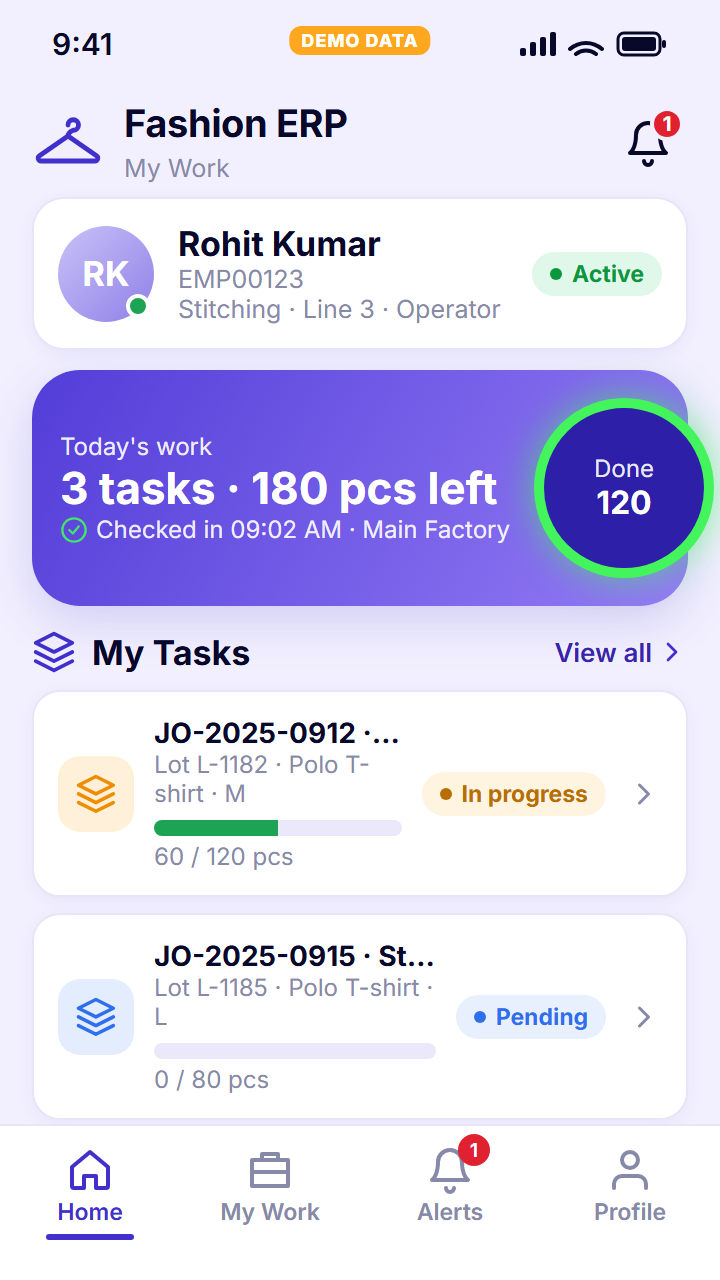 9:41
DEMO DATA
Fashion ERP
My Work
1
RK
Rohit Kumar
EMP00123
Stitching · Line 3 · Operator
Active
Today's work
3 tasks · 180 pcs left
Checked in 09:02 AM · Main Factory
Done
120
My Tasks
View all
JO-2025-0912 ·...
Lot L-1182 · Polo T-
shirt · M
60 / 120 pcs
In progress
JO-2025-0915 · St...
Lot L-1185 · Polo T-shirt ·
L
0 / 80 pcs
Pending
Home
My Work
1
Alerts
Profile